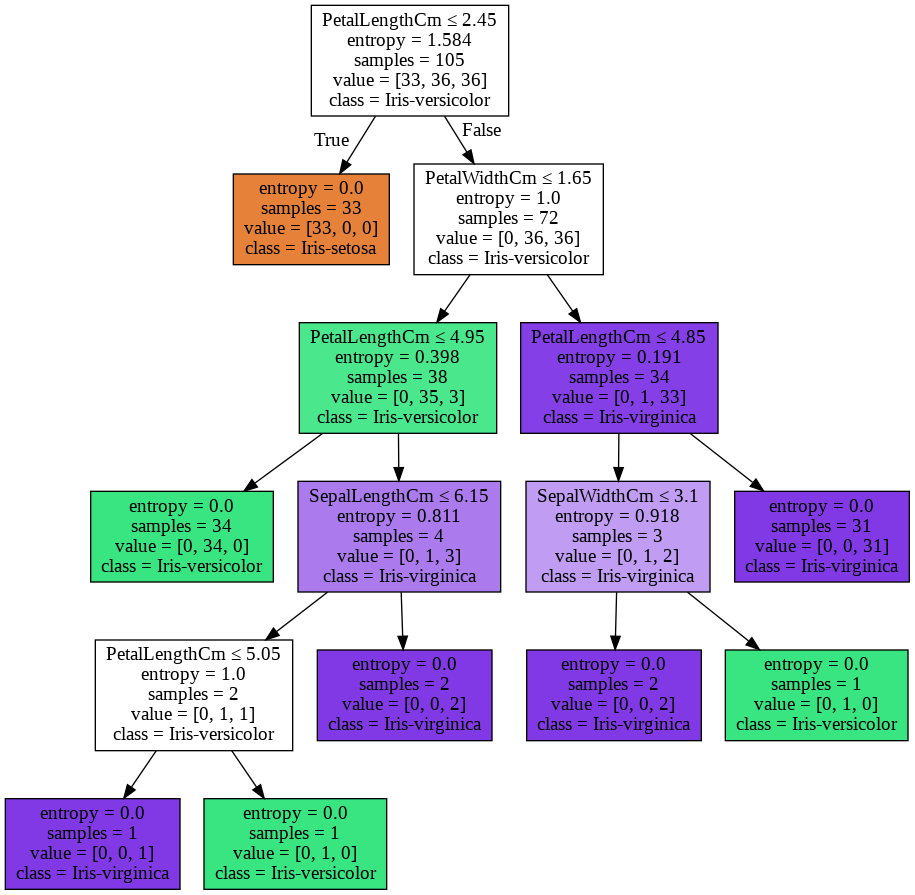 PetalLengthCm ≤ 2.45
entropy = 1.584
samples = 105
value = [33, 36, 36]
class = Iris-versicolor
True
False
entropy = 0.0
samples = 33
value = [33, 0, 0]
class = Iris-setosa
PetalWidthCm ≤ 1.65
entropy = 1.0
samples = 72
value = [0, 36, 36]
class = Iris-versicolor
PetalLengthCm ≤ 4.95
entropy = 0.398
samples = 38
value = [0, 35, 3]
class = Iris-versicolor
PetalLengthCm ≤ 4.85
entropy = 0.191
samples = 34
value = [0, 1, 33]
class = Iris-virginica
entropy = 0.0
samples = 34
value = [0, 34, 0]
class = Iris-versicolor
SepalLengthCm ≤ 6.15
entropy = 0.811
samples = 4
value = [0, 1, 3]
class = Iris-virginica
SepalWidthCm ≤ 3.1
entropy = 0.918
samples = 3
value = [0, 1, 2]
class = Iris-virginica
entropy = 0.0
samples = 31
value = [0, 0, 31]
class = Iris-virginica
PetalLengthCm ≤ 5.05
entropy = 1.0
samples = 2
value = [0, 1, 1]
class = Iris-versicolor
entropy = 0.0
samples = 2
value = [0, 0, 2]
class = Iris-virginica
entropy = 0.0
samples = 2
value = [0, 0, 2]
class = Iris-virginica
entropy = 0.0
samples = 1
value = [0, 1, 0]
class = Iris-versicolor
entropy = 0.0
samples = 1
value = [0, 0, 1]
class = Iris-virginica
entropy = 0.0
samples = 1
value = [0, 1, 0]
class = Iris-versicolor